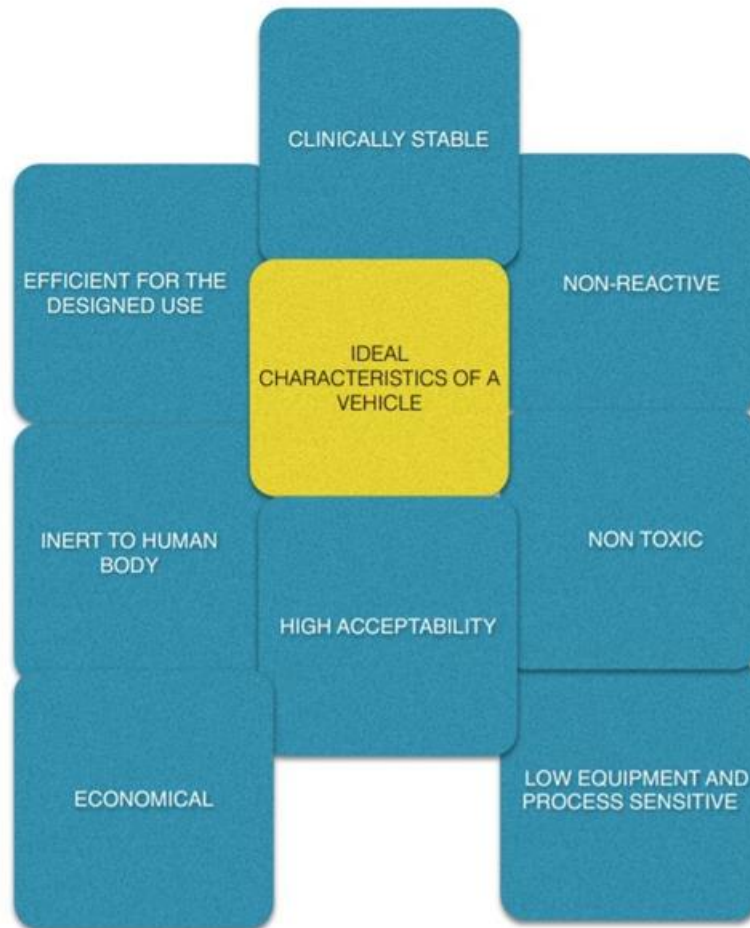 CLINICALLY STABLE
EFFICIENT FOR THE
DESIGNED USE
NON-REACTIVE
IDEAL
CHARACTERISTICS OF A
VEHICLE
INERT TO HUMAN
BODY
NON TOXIC
HIGH ACCEPTABILITY
ECONOMICAL
LOW EQUIPMENT AND
PROCESS SENSITIVE